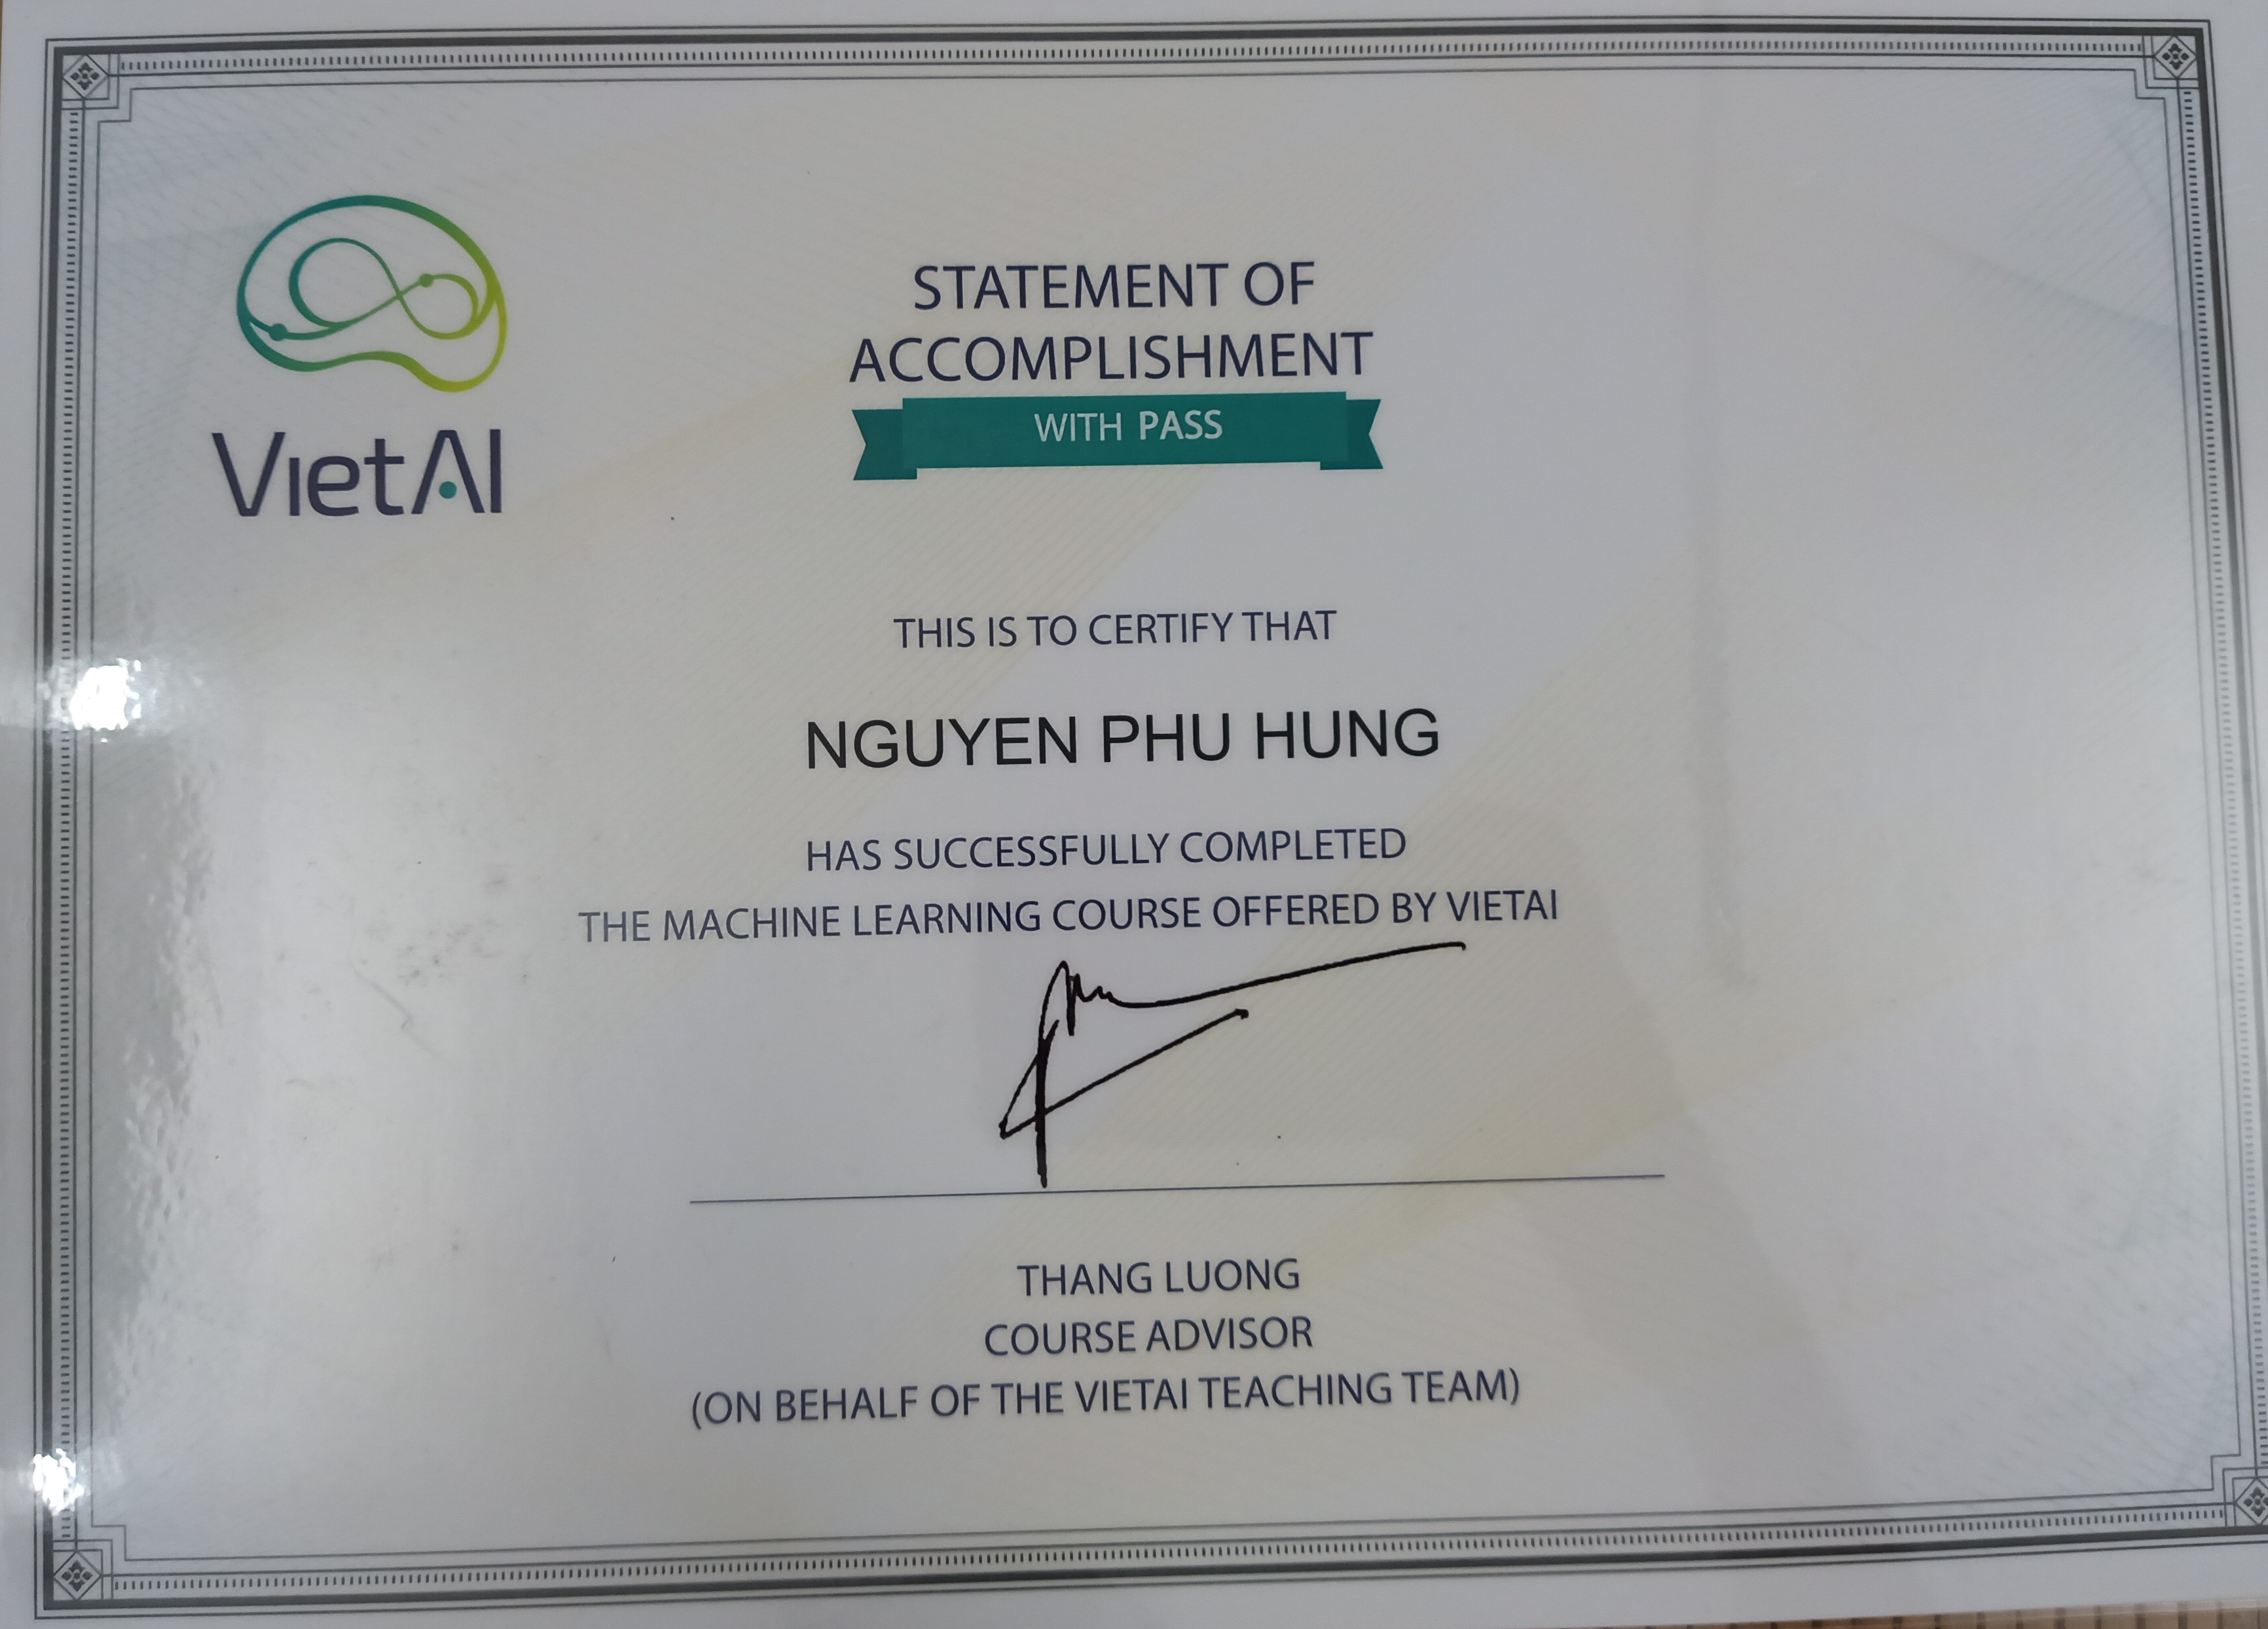 VietAI
STATEMENT OF
ACCOMPLISHMENT
WITH PASS
THIS IS TO CERTIFY THAT
NGUYEN PHU HUNG
HAS SUCCESSFULLY COMPLETED
THE MACHINE LEARNING COURSE OFFERED BY VIETAI
THANG LUONG
COURSE ADVISOR
(ON BEHALF OF THE VIETAI TEACHING TEAM)